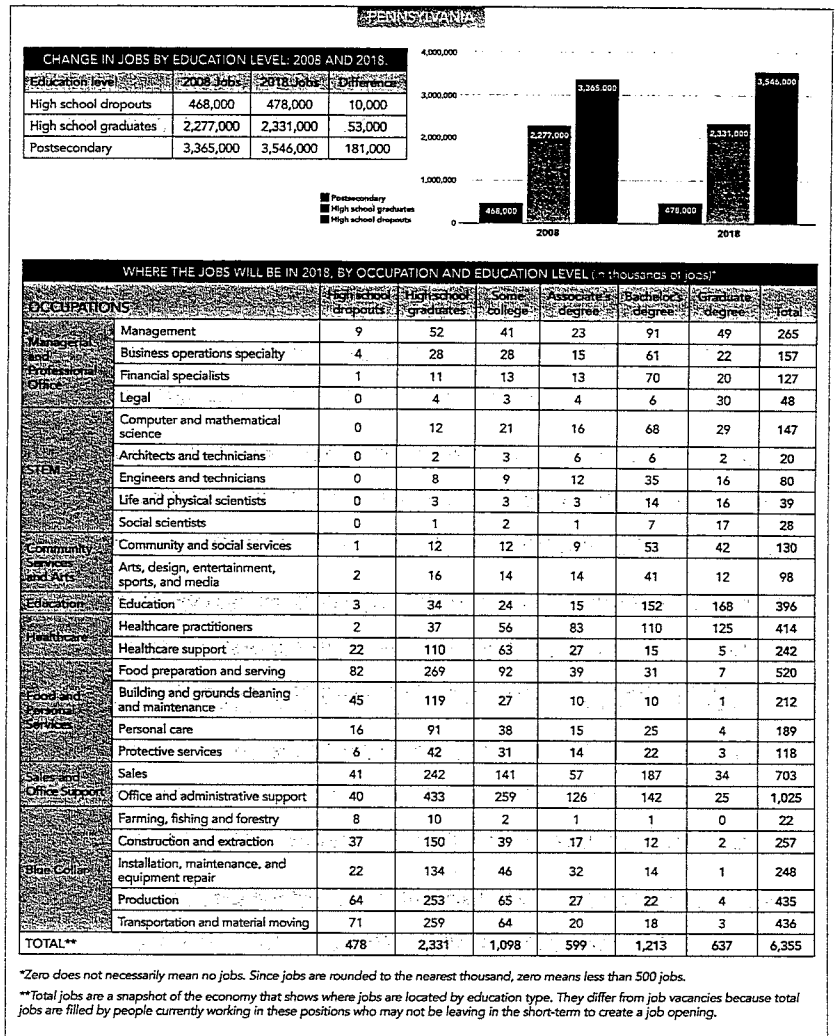 PENNSYLVANIA
CHANGE IN JOBS BY EDUCATION LEVEL: 2008 AND 2018.
Education level 2008 Jobs 2018 Jobs Difference
High school dropouts 468,000 478,000 10,000
High school graduates 2,277,000 2,331,000 53,000
Postsecondary 3,365,000 3,546,000 181,000
4,000,000
3,000,000
2,000,000
1,000,000
0
468,000
2,277,000
3,365,000
478,000
2,331,000
3,546,000
2008
2018
Postsecondary
High school graduates
High school dropouts
WHERE THE JOBS WILL BE IN 2018, BY OCCUPATION AND EDUCATION LEVEL (in thousands of jobs)*
OCCUPATIONS High school dropouts High school graduates Some college Associate's degree Bachelor's degree Graduate degree Total
Managerial and Professional Office
Management 9 52 41 23 91 49 265
Business operations specialty 4 28 28 15 61 22 157
Financial specialists 1 11 13 13 70 20 127
Legal 0 4 3 4 6 30 48
STEM
Computer and mathematical science 0 12 21 16 68 29 147
Architects and technicians 0 2 3 6 6 2 20
Engineers and technicians 0 8 9 12 35 16 80
Life and physical scientists 0 3 3 3 14 16 39
Social scientists 0 1 2 1 7 17 28
Community Services and Arts
Community and social services 1 12 12 9 53 42 130
Arts, design, entertainment, sports, and media 2 16 14 14 41 12 98
Education
Education 3 34 24 15 152 168 396
Healthcare
Healthcare practitioners 2 37 56 83 110 125 414
Healthcare support 22 110 63 27 15 5 242
Food and Personal Services
Food preparation and serving 82 269 92 39 31 7 520
Building and grounds cleaning and maintenance 45 119 27 10 10 1 212
Personal care 16 91 38 15 25 4 189
Protective services 6 42 31 14 22 3 118
Sales and Office Support
Sales 41 242 141 57 187 34 703
Office and administrative support 40 433 259 126 142 25 1,025
Blue Collar
Farming, fishing and forestry 8 10 2 1 1 0 22
Construction and extraction 37 150 39 17 12 2 257
Installation, maintenance, and equipment repair 22 134 46 32 14 1 248
Production 64 253 65 27 22 4 435
Transportation and material moving 71 259 64 20 18 3 436
TOTAL** 478 2,331 1,098 599 1,213 637 6,355
*Zero does not necessarily mean no jobs. Since jobs are rounded to the nearest thousand, zero means less than 500 jobs.
**Total jobs are a snapshot of the economy that shows where jobs are located by education type. They differ from job vacancies because total
jobs are filled by people currently working in these positions who may not be leaving in the short-term to create a job opening.